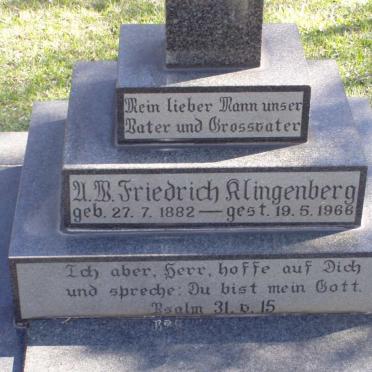 Mein lieber Mann unser
Vater und Grossvater
A.W. Friedrich Klingenberg
geb. 27. 7. 1882 — gest. 19. 5. 1966
Ich aber, Herr, hoffe auf Dich
und spreche: Du bist mein Gott.
Psalm 31. v. 15